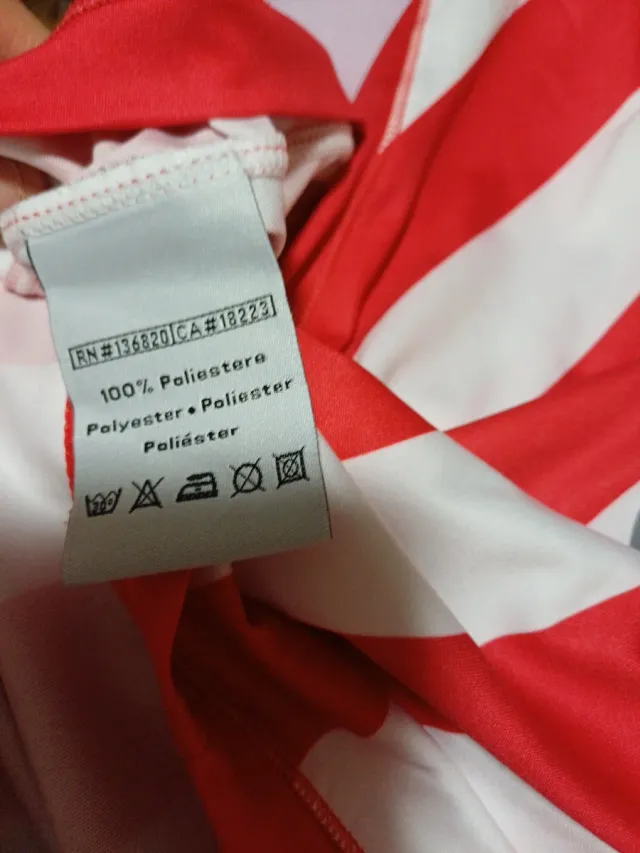 RN#136820 CA#18223
100% Poliestere
Polyester • Poliester
Poliéster